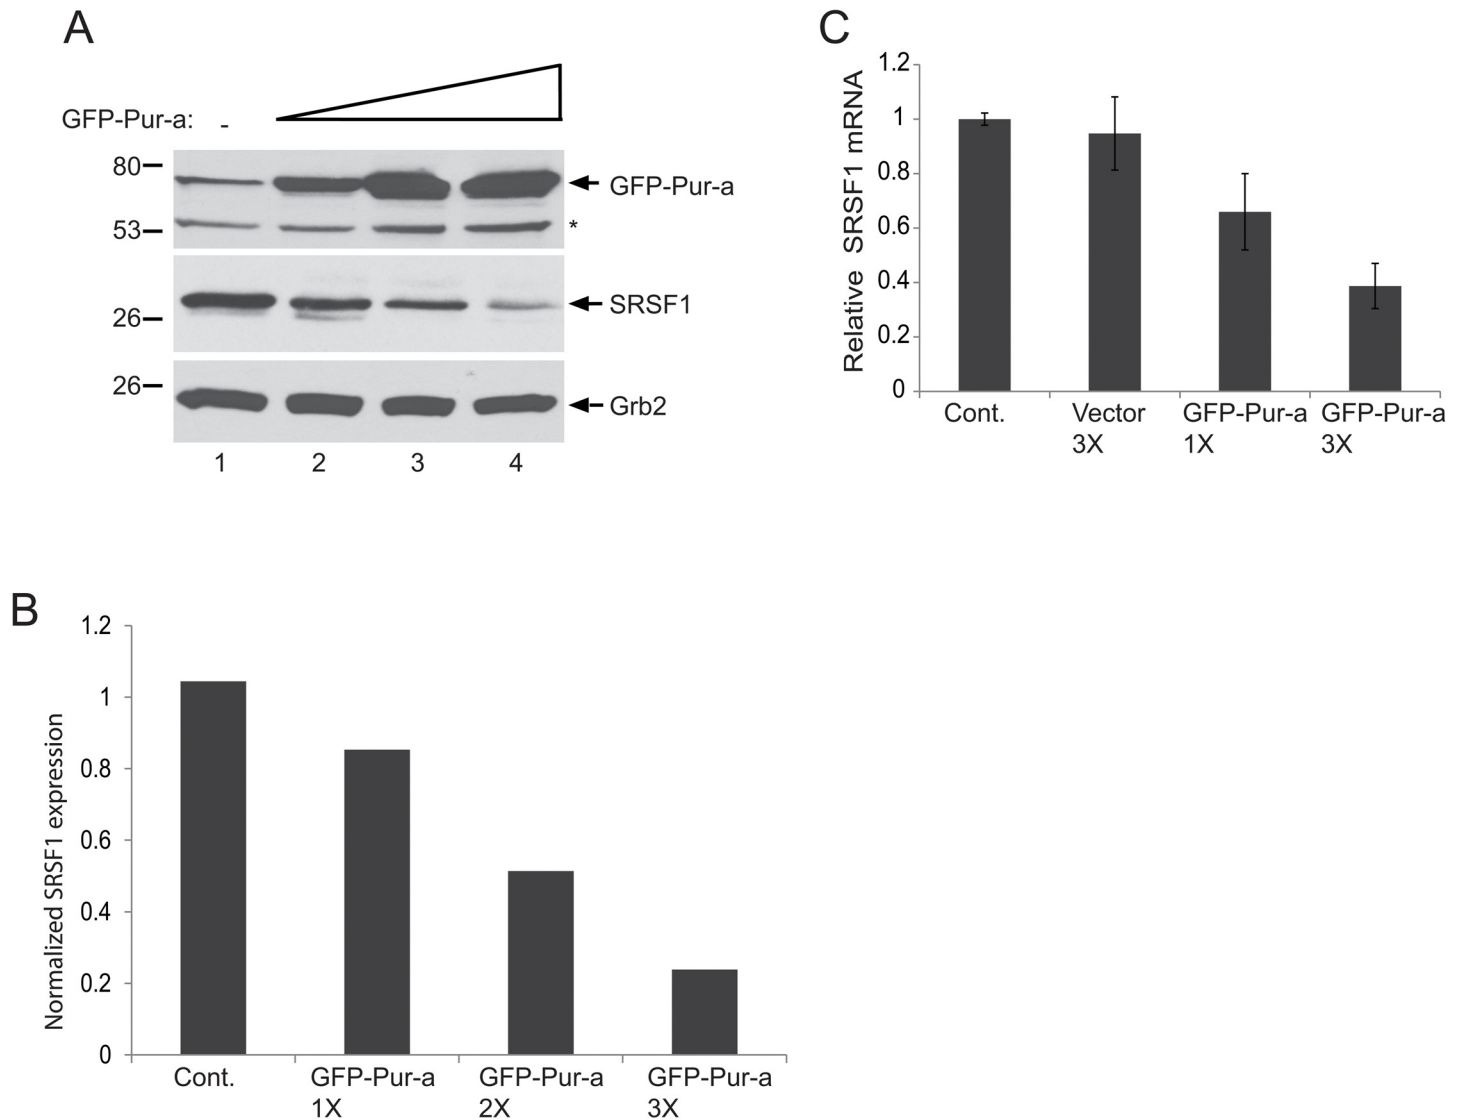 A
GFP-Pur-a: -
80
GFP-Pur-a
53
*
SRSF1
26
26
Grb2
1 2 3 4
C
Relative SRSF1 mRNA
1.2
1
0.8
0.6
0.4
0.2
0
Cont. Vector GFP-Pur-a GFP-Pur-a
3X 1X 3X
B
Normalized SRSF1 expression
1.2
1
0.8
0.6
0.4
0.2
0
Cont. GFP-Pur-a GFP-Pur-a GFP-Pur-a
1X 2X 3X